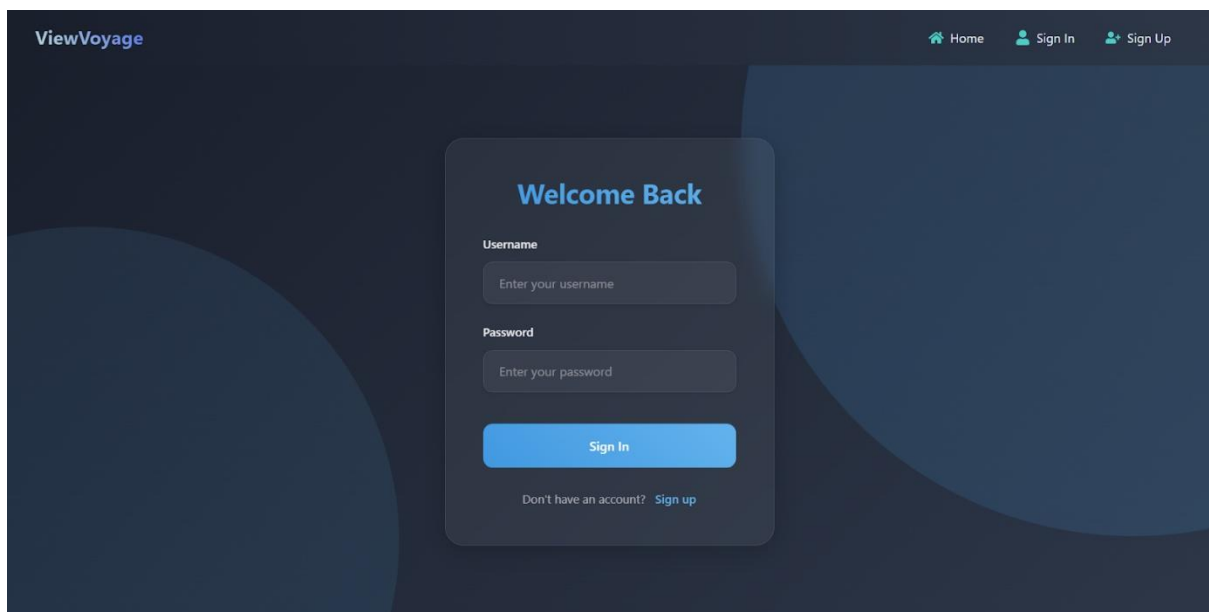 ViewVoyage
Home
Sign In
Sign Up
Welcome Back
Username
Enter your username
Password
Enter your password
Sign In
Don't have an account? Sign up